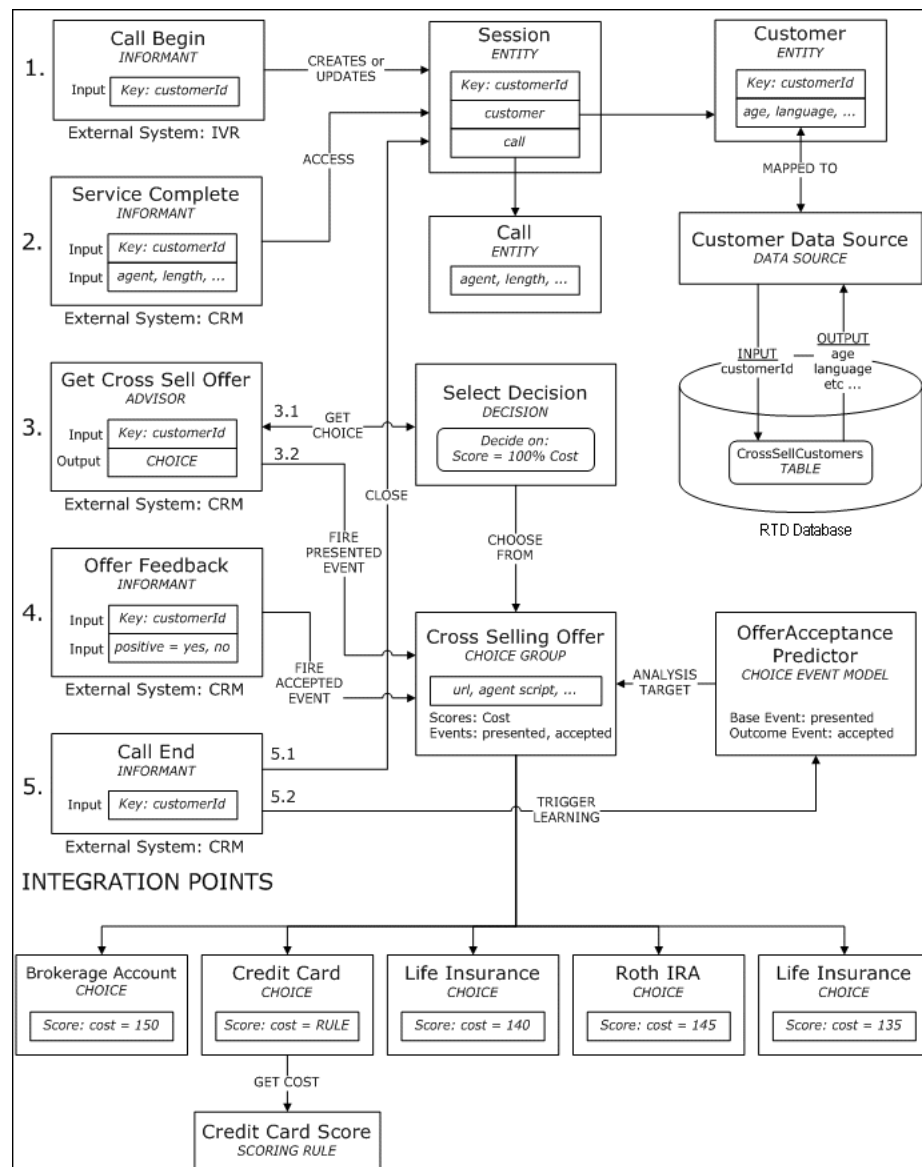 1.
Call Begin
INFORMANT
Input
Key: customerId
External System: IVR
CREATES or
UPDATES
Session
ENTITY
Key: customerId
customer
call
Customer
ENTITY
Key: customerId
age, language, ...
ACCESS
MAPPED TO
2.
Service Complete
INFORMANT
Input
Key: customerId
Input
agent, length, ...
External System: CRM
Call
ENTITY
agent, length, ...
Customer Data Source
DATA SOURCE
INPUT
customerId
OUTPUT
age
language
etc ...
CrossSellCustomers
TABLE
RTD Database
3.
Get Cross Sell Offer
ADVISOR
Input
Key: customerId
Output
CHOICE
External System: CRM
3.1
GET
CHOICE
3.2
Select Decision
DECISION
Decide on:
Score = 100% Cost
CLOSE
FIRE
PRESENTED
EVENT
CHOOSE
FROM
4.
Offer Feedback
INFORMANT
Input
Key: customerId
Input
positive = yes, no
External System: CRM
FIRE
ACCEPTED
EVENT
Cross Selling Offer
CHOICE GROUP
url, agent script, ...
Scores: Cost
Events: presented, accepted
ANALYSIS
TARGET
OfferAcceptance
Predictor
CHOICE EVENT MODEL
Base Event: presented
Outcome Event: accepted
5.
Call End
INFORMANT
Input
Key: customerId
External System: CRM
5.1
5.2
TRIGGER
LEARNING
INTEGRATION POINTS
Brokerage Account
CHOICE
Score: cost = 150
Credit Card
CHOICE
Score: cost = RULE
Life Insurance
CHOICE
Score: cost = 140
Roth IRA
CHOICE
Score: cost = 145
Life Insurance
CHOICE
Score: cost = 135
GET COST
Credit Card Score
SCORING RULE